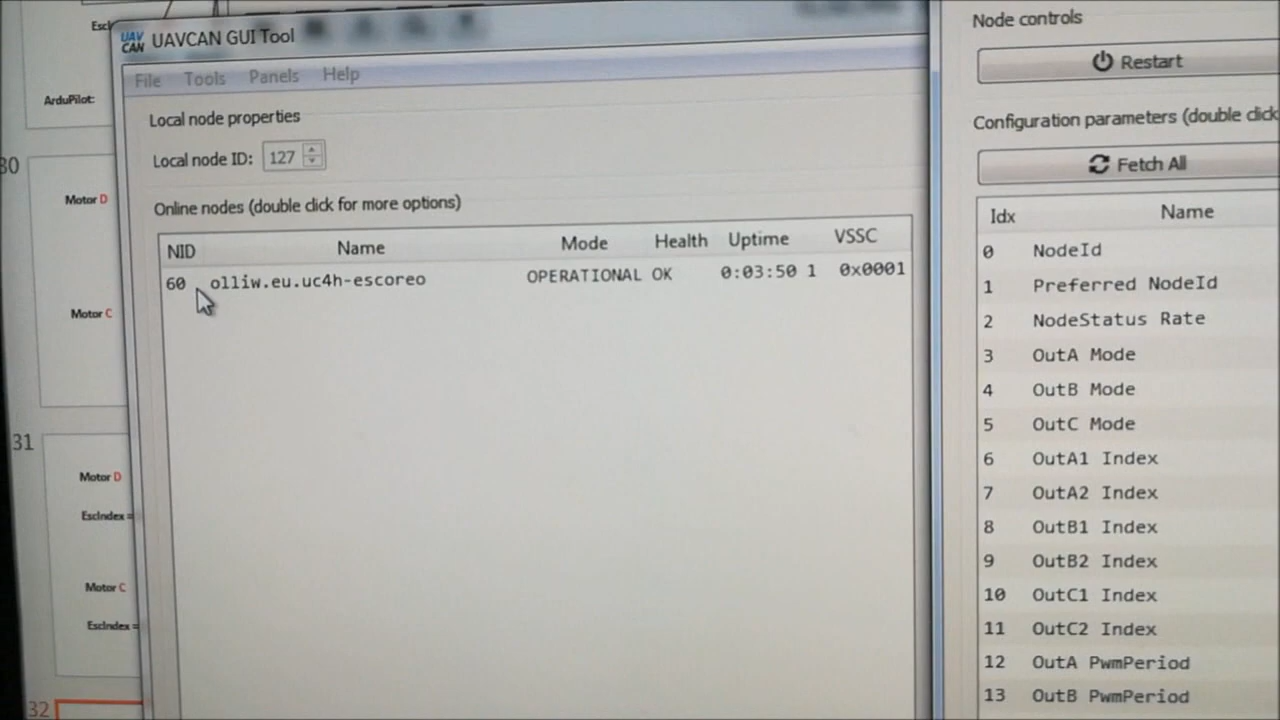 Escl
ArduPilot:
30
Motor D
Motor C
31
Motor D
EscIndex =
Motor C
EscIndex =
32
UAV
CAN
UAVCAN GUI Tool
File Tools Panels Help
Local node properties
Local node ID: 127
Online nodes (double click for more options)
NID Name Mode Health Uptime VSSC
60 olliw.eu.uc4h-escoreo OPERATIONAL OK 0:03:50 1 0x0001
Node controls
Restart
Configuration parameters (double click
Fetch All
Idx Name
0 NodeId
1 Preferred NodeId
2 NodeStatus Rate
3 OutA Mode
4 OutB Mode
5 OutC Mode
6 OutA1 Index
7 OutA2 Index
8 OutB1 Index
9 OutB2 Index
10 OutC1 Index
11 OutC2 Index
12 OutA PwmPeriod
13 OutB PwmPeriod